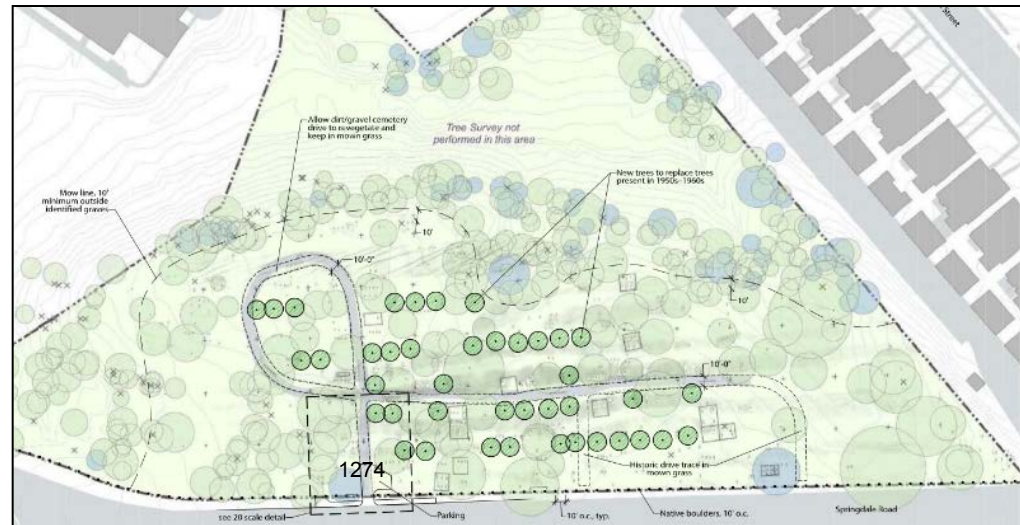 Street
Allow dirt/gravel cemetery
drive to revegetate and
keep in mown grass
Tree Survey not
performed in this area
New trees to replace trees
present in 1950s-1960s
Mow line, 10'
minimum outside
identified graves
10'
10'-0"
10'
10'-0"
1274
Historic drive trace in
mown grass
see 20 scale detail
Parking
10' o.c., typ.
Native boulders, 10' o.c.
Springdale Road